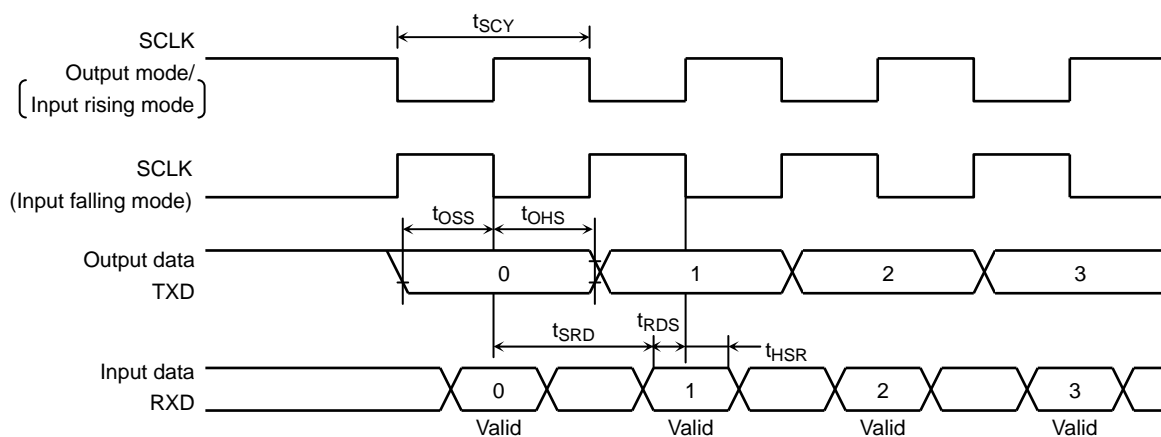 tSCY
SCLK
Output mode/
Input rising mode
SCLK
(Input falling mode)
tOSS
tOHS
Output data
TXD
0
1
2
3
tSRD
tRDS
tHSR
Input data
RXD
0
1
2
3
Valid
Valid
Valid
Valid